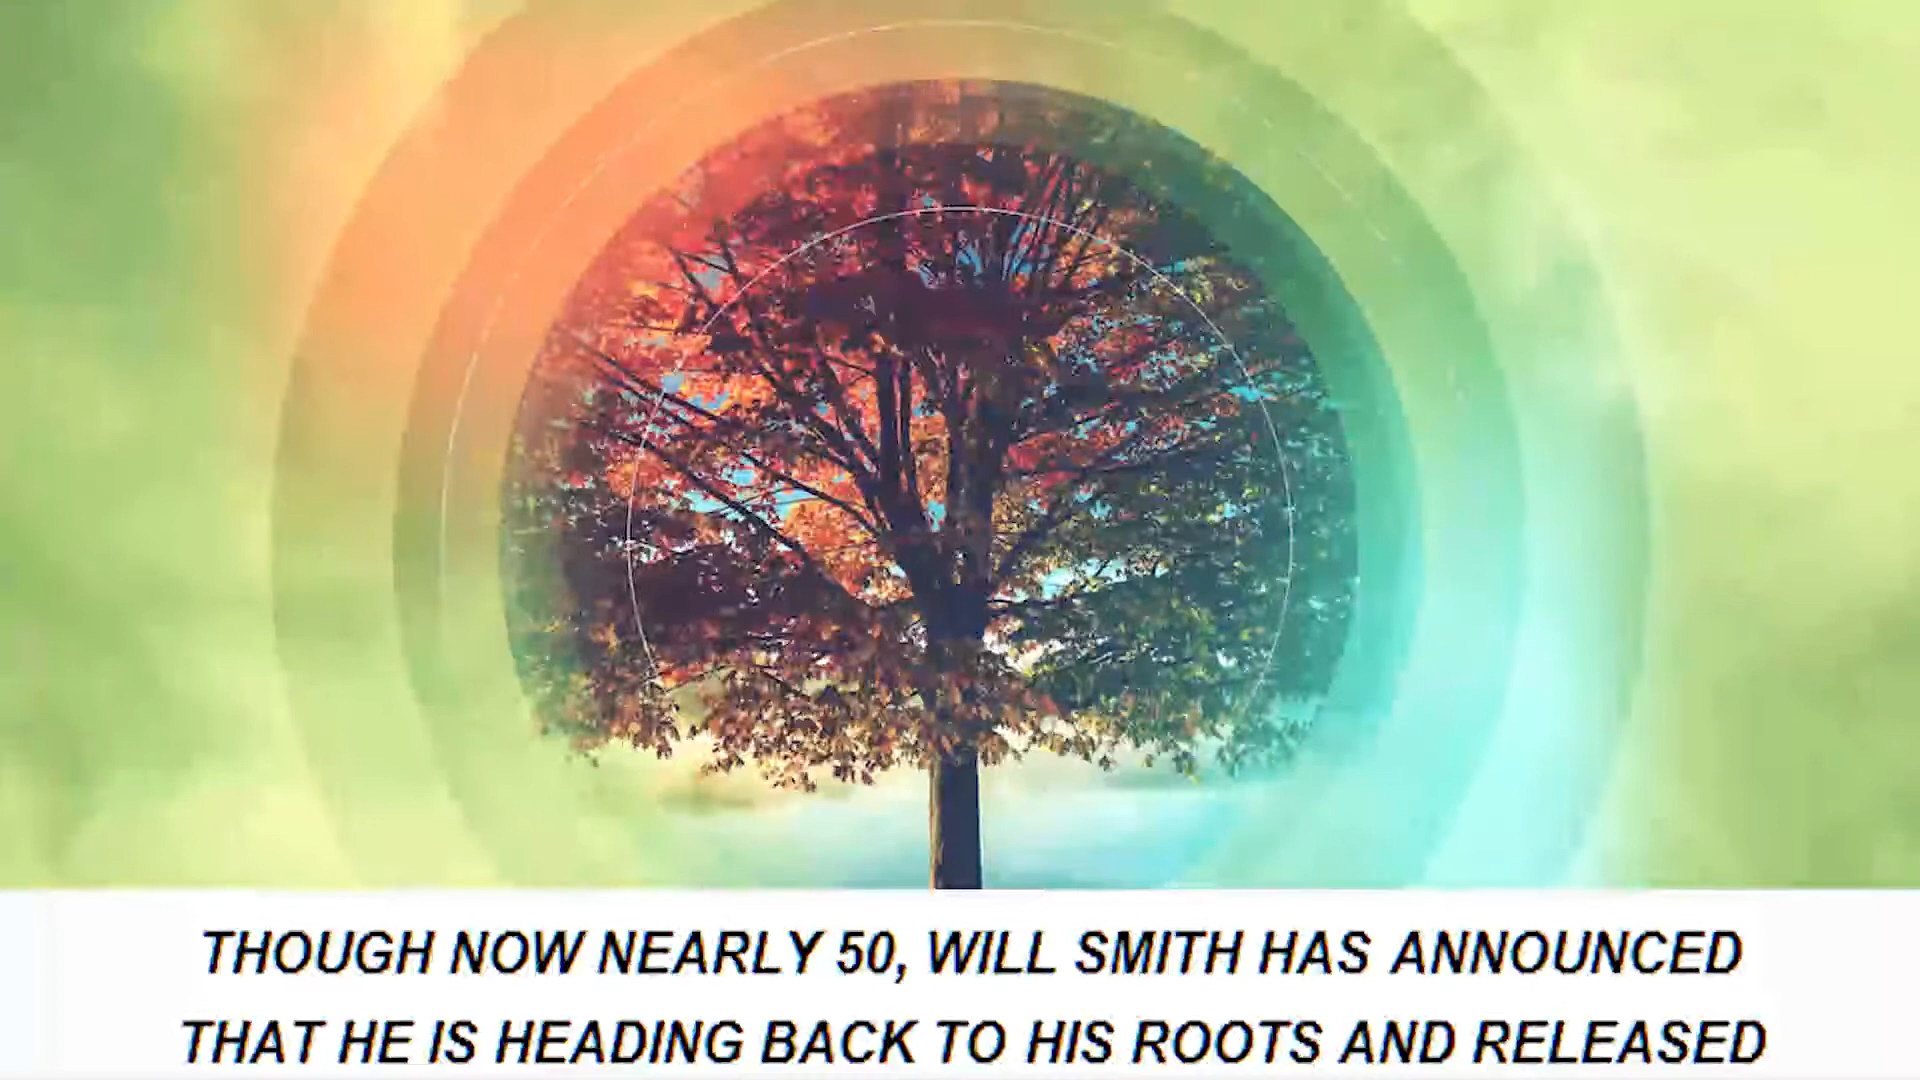 THOUGH NOW NEARLY 50, WILL SMITH HAS ANNOUNCED
THAT HE IS HEADING BACK TO HIS ROOTS AND RELEASED